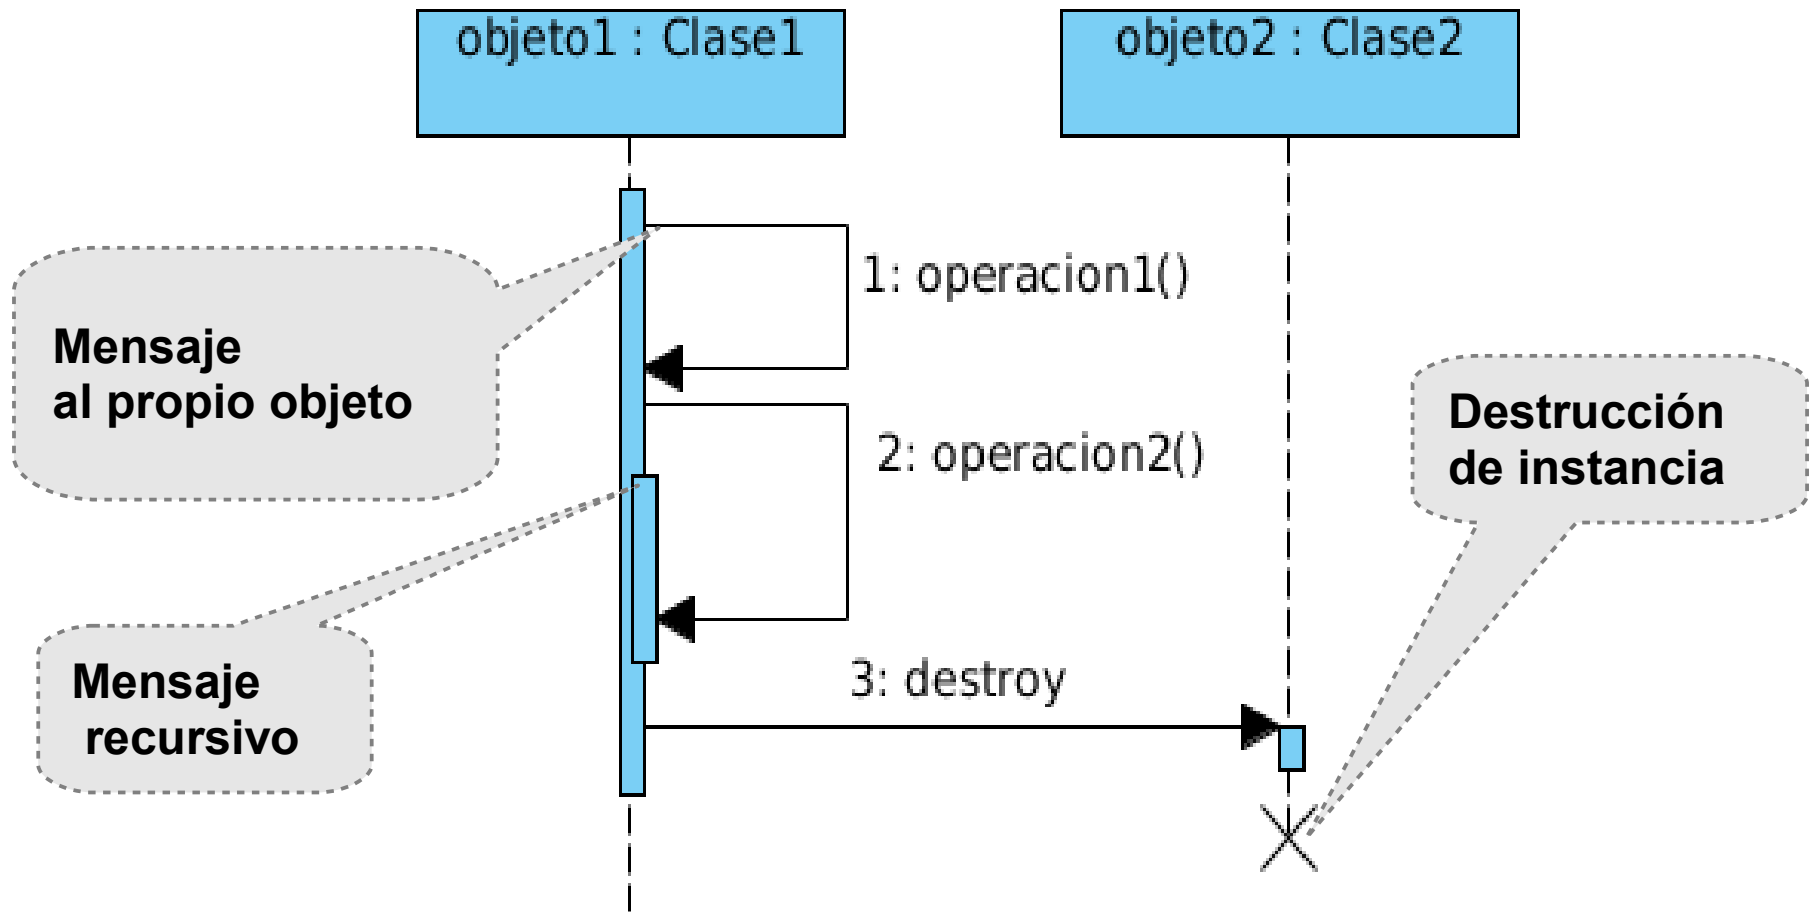 objeto1 : Clase1
objeto2 : Clase2
1: operacion1()
Mensaje
al propio objeto
2: operacion2()
Destrucción
de instancia
3: destroy
Mensaje
recursivo